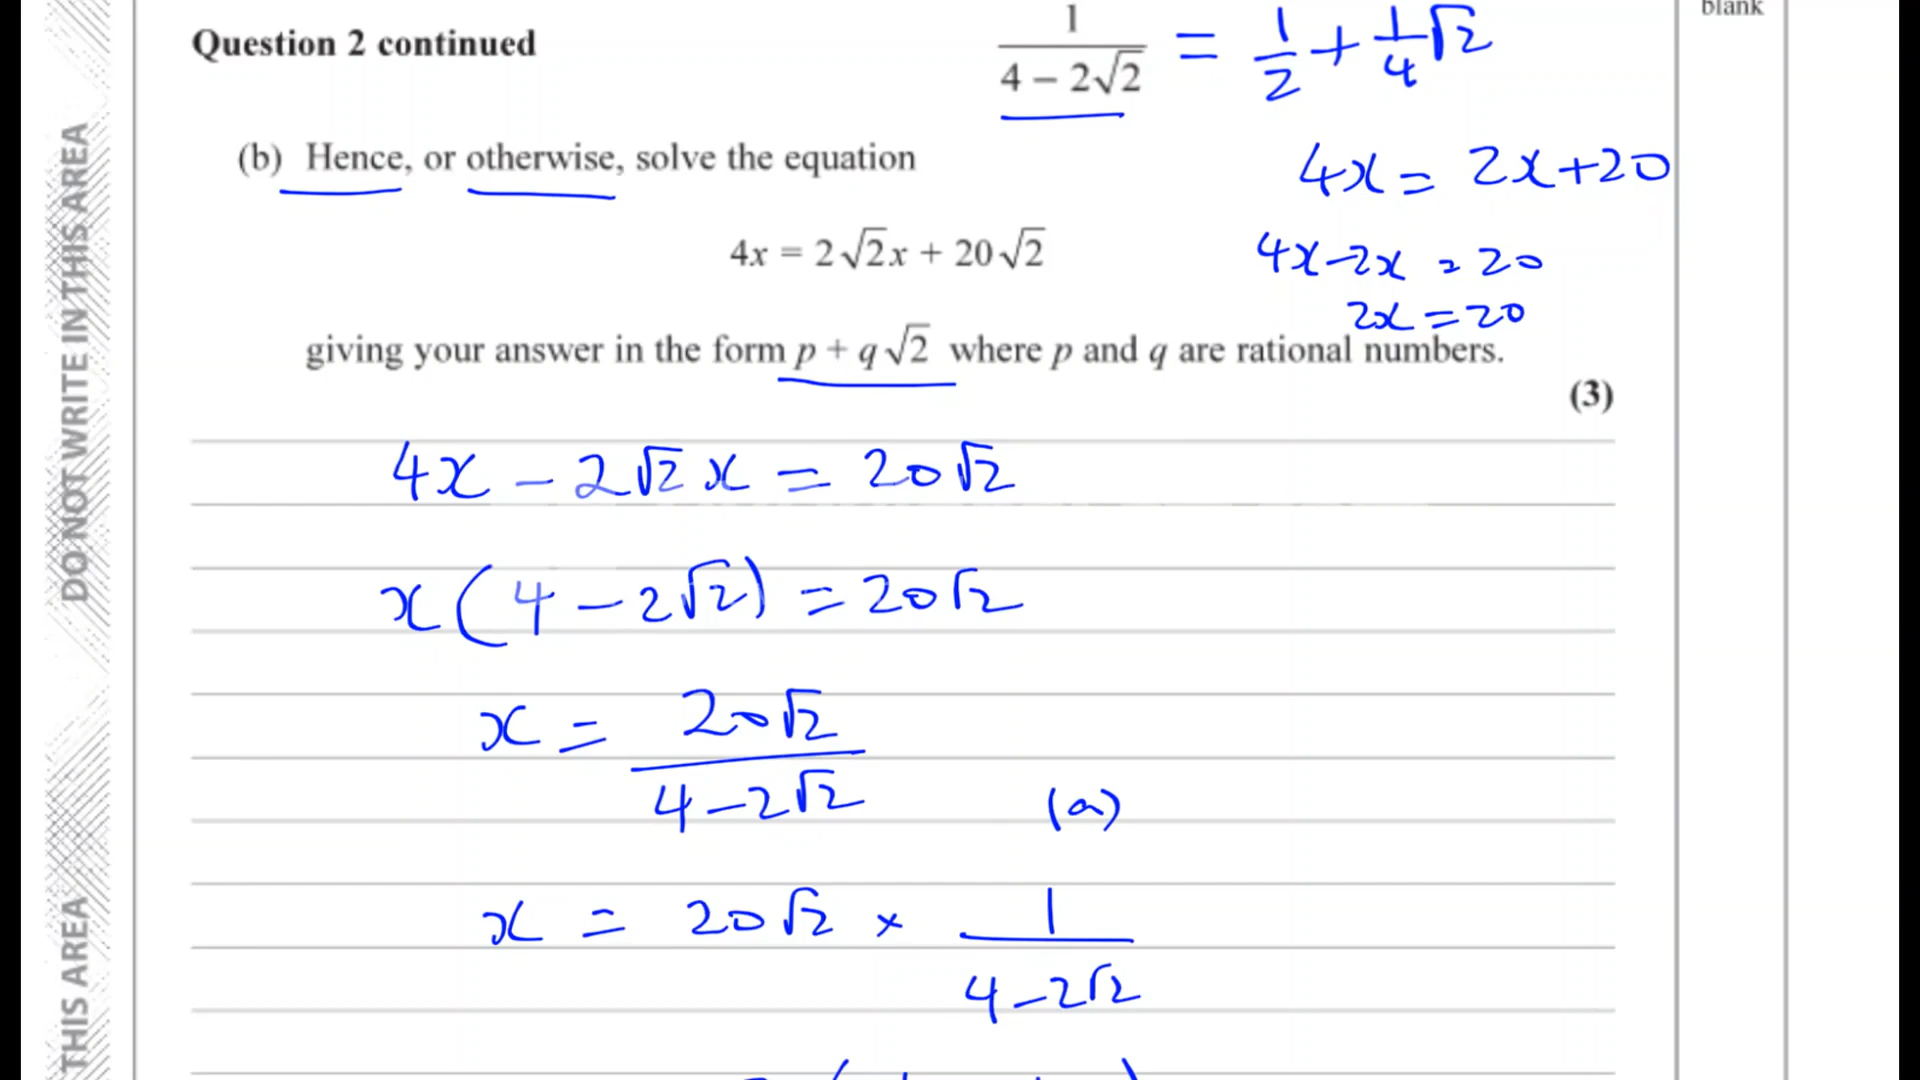 blank
Question 2 continued
1/(4 − 2√2) = 1/2 + 1/4 √2
(b) Hence, or otherwise, solve the equation
4x = 2x+20
4x = 2√2x + 20√2
4x-2x = 20
2x = 20
giving your answer in the form p + q√2 where p and q are rational numbers.
(3)
4x − 2√2 x = 20√2
x(4 − 2√2) = 20√2
x = 20√2/(4 − 2√2)
(a)
x = 20√2 × 1/(4 − 2√2)
DO NOT WRITE IN THIS AREA
THIS AREA